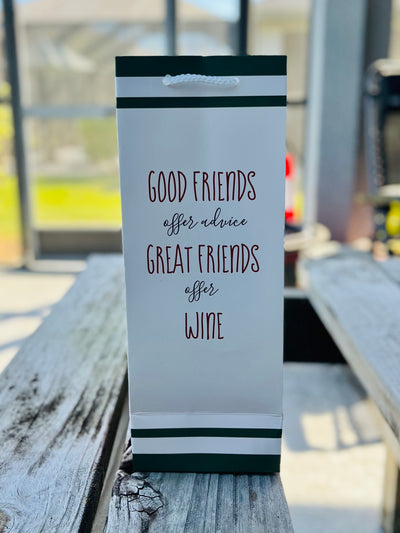 GOOD FRIENDS
offer advice
GREAT FRIENDS
offer
WINE